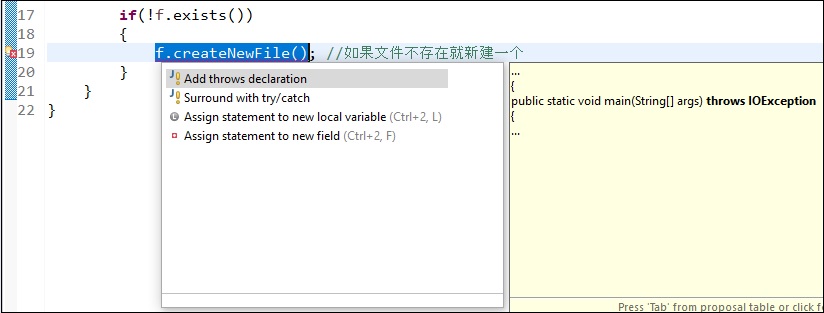 17 if(!f.exists())
18 {
19 f.createNewFile(); //如果文件不存在就新建一个
20 }
21 }
22 }
Add throws declaration
Surround with try/catch
Assign statement to new local variable (Ctrl+2, L)
Assign statement to new field (Ctrl+2, F)
...
{
public static void main(String[] args) throws IOException
{
...
Press 'Tab' from proposal table or click fo